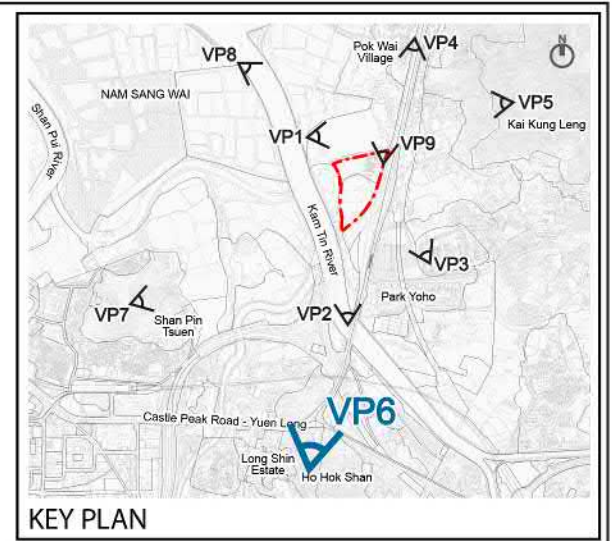 N
Pok Wai
Village
VP4
VP8
NAM SANG WAI
VP5
Kai Kung Leng
Shan Pui River
VP1
VP9
Kam Tin River
VP3
Park Yoho
VP7
Shan Pin
Tsuen
VP2
Castle Peak Road - Yuen Long
VP6
Long Shin
Estate
Ho Hok Shan
KEY PLAN